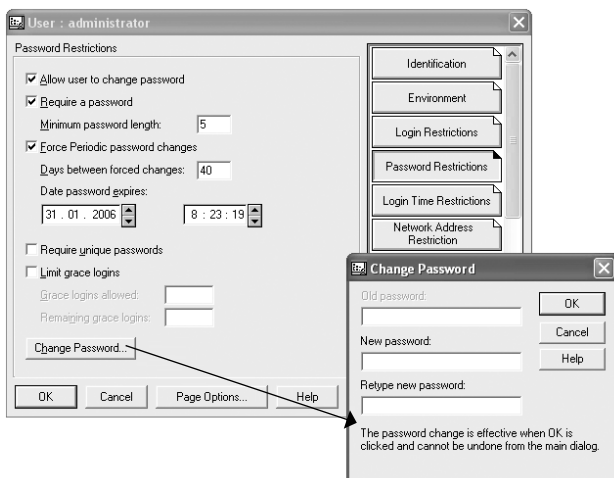 User : administrator
Password Restrictions
Allow user to change password
Require a password
Minimum password length: 5
Force Periodic password changes
Days between forced changes: 40
Date password expires:
31 . 01 . 2006 8 : 23 : 19
Require unique passwords
Limit grace logins
Grace logins allowed:
Remaining grace logins:
Change Password...
OK Cancel Page Options... Help
Identification
Environment
Login Restrictions
Password Restrictions
Login Time Restrictions
Network Address
Restriction
Change Password
Old password:
New password:
Retype new password:
OK
Cancel
Help
The password change is effective when OK is
clicked and cannot be undone from the main dialog.